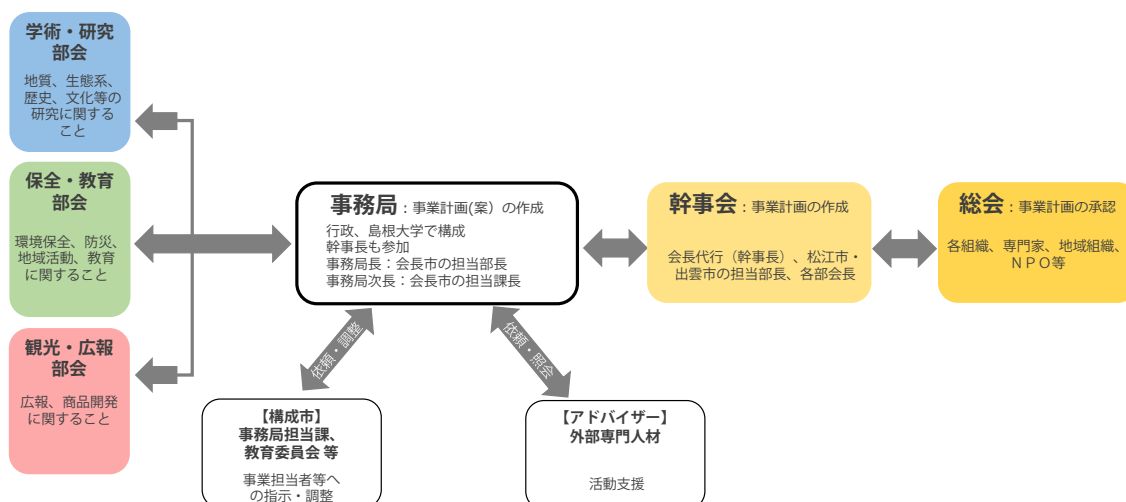 学術・研究
部会
地質、生態系、
歴史、文化等の
研究に関する
こと
保全・教育
部会
環境保全、防災、
地域活動、教育
に関すること
観光・広報
部会
広報、商品開発
に関すること
事務局：事業計画(案）の作成
行政、島根大学で構成
幹事長も参加
事務局長：会長市の担当部長
事務局次長：会長市の担当課長
幹事会：事業計画の作成
会長代行（幹事長）、松江市・
出雲市の担当部長、各部会長
総会：事業計画の承認
各組織、専門家、地域組織、
ＮＰＯ等
依頼・調整
依頼・照会
【構成市】
事務局担当課、
教育委員会 等
事業担当者等へ
の指示・調整
【アドバイザー】
外部専門人材
活動支援